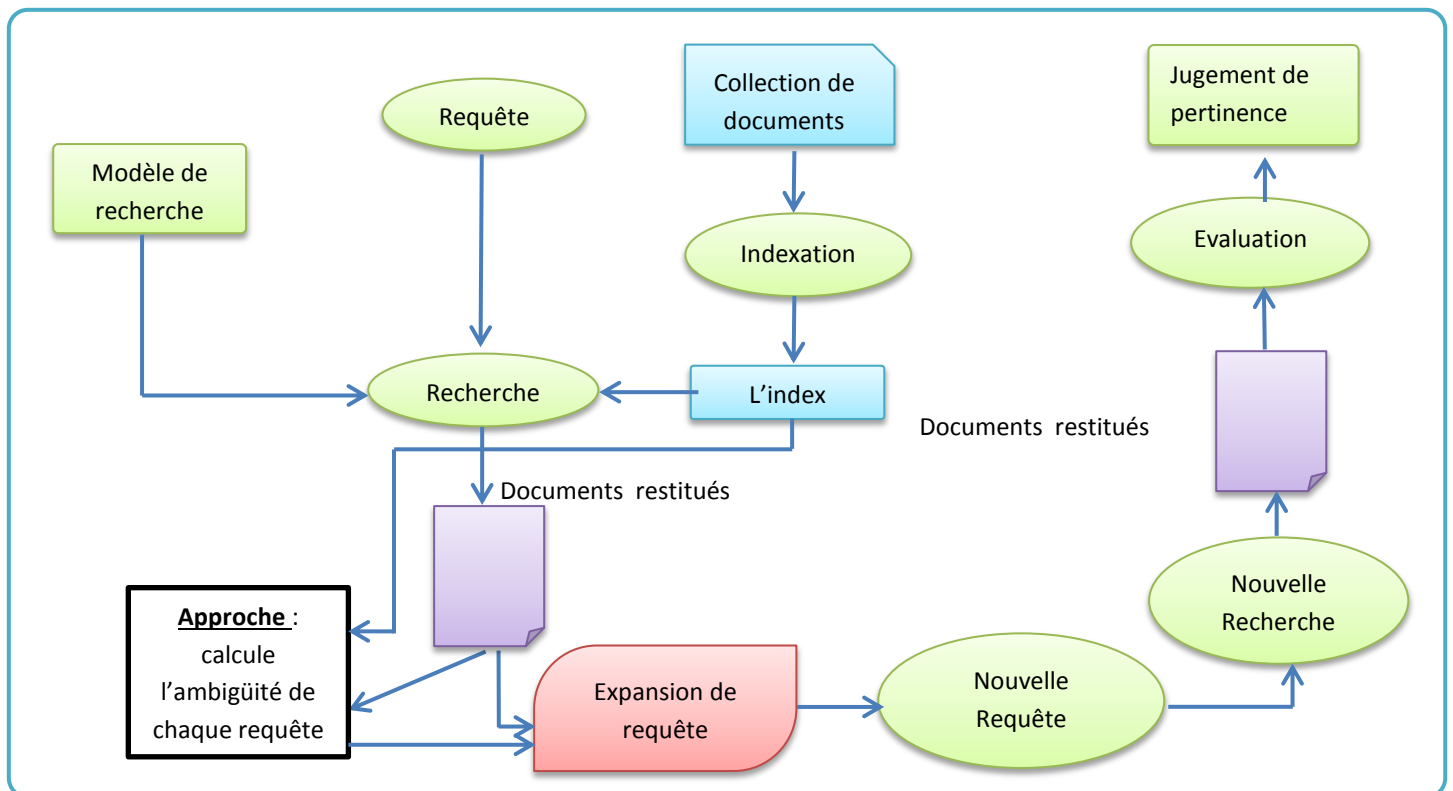 Requête
Collection de
documents
Jugement de
pertinence
Modèle de
recherche
Indexation
Evaluation
Recherche
L’index
Documents restitués
Documents restitués
Approche :
calcule
l’ambigüité de
chaque requête
Expansion de
requête
Nouvelle
Requête
Nouvelle
Recherche